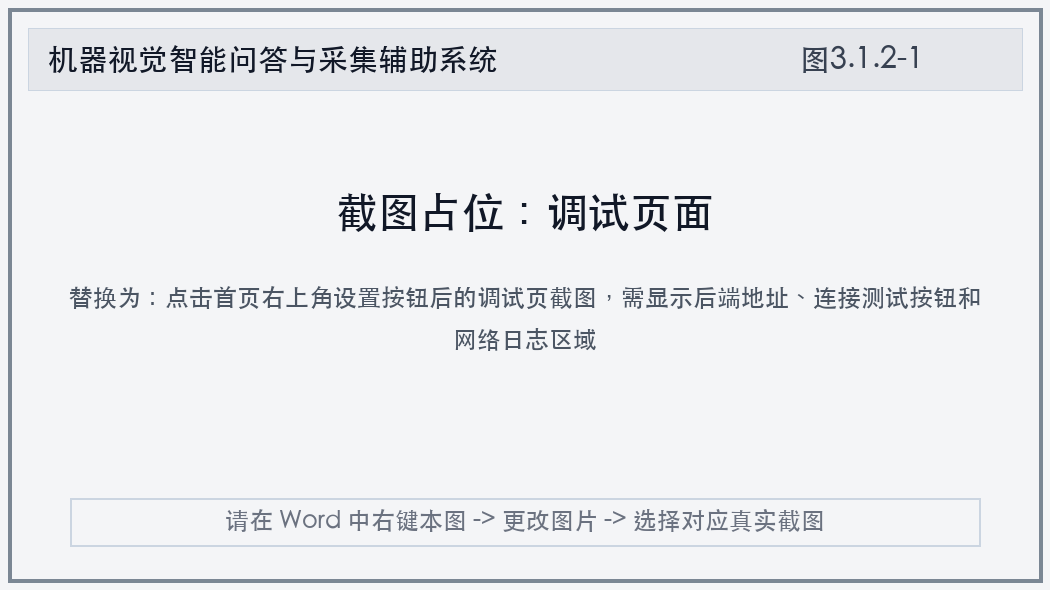 机器视觉智能问答与采集辅助系统 图3.1.2-1
截图占位：调试页面
替换为：点击首页右上角设置按钮后的调试页截图，需显示后端地址、连接测试按钮和
网络日志区域
请在 Word 中右键本图 -> 更改图片 -> 选择对应真实截图